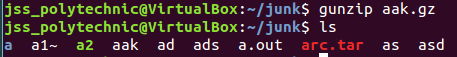 jss_polytechnic@VirtualBox:~/junk$ gunzip aak.gz
jss_polytechnic@VirtualBox:~/junk$ ls
a a1~ a2 aak ad ads a.out arc.tar as asd